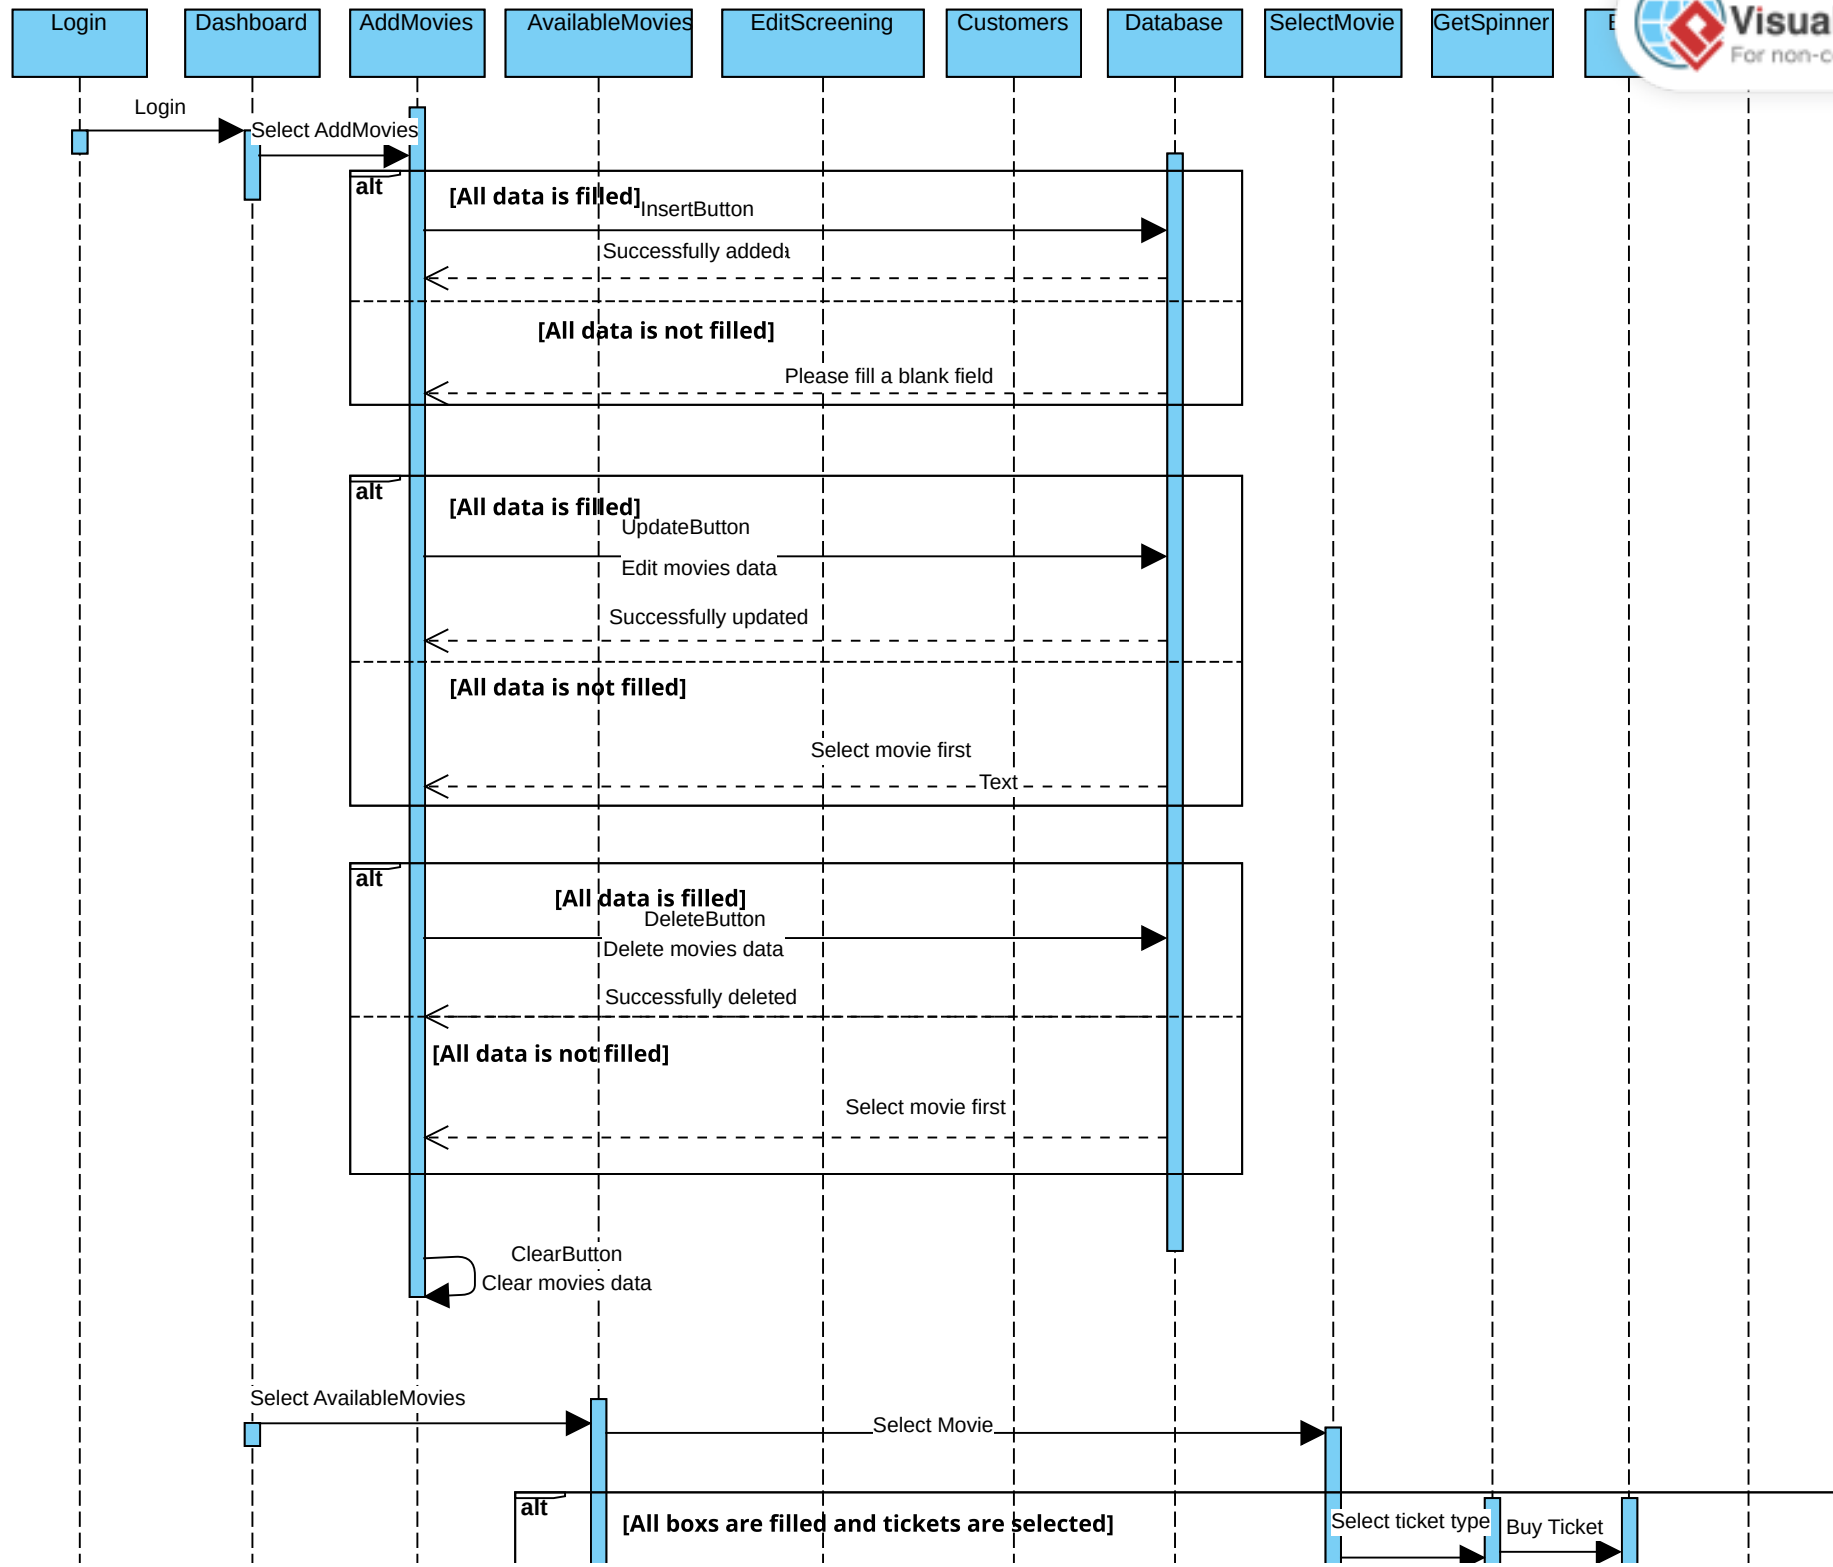 Login
Dashboard
AddMovies
AvailableMovies
EditScreening
Customers
Database
SelectMovie
GetSpinner
Login
Select AddMovies
alt
[All data is filled]
InsertButton
Successfully added
[All data is not filled]
Please fill a blank field
alt
[All data is filled]
UpdateButton
Edit movies data
Successfully updated
[All data is not filled]
Select movie first
Text
alt
[All data is filled]
DeleteButton
Delete movies data
Successfully deleted
[All data is not filled]
Select movie first
ClearButton
Clear movies data
Select AvailableMovies
Select Movie
alt
[All boxs are filled and tickets are selected]
Select ticket type
Buy Ticket